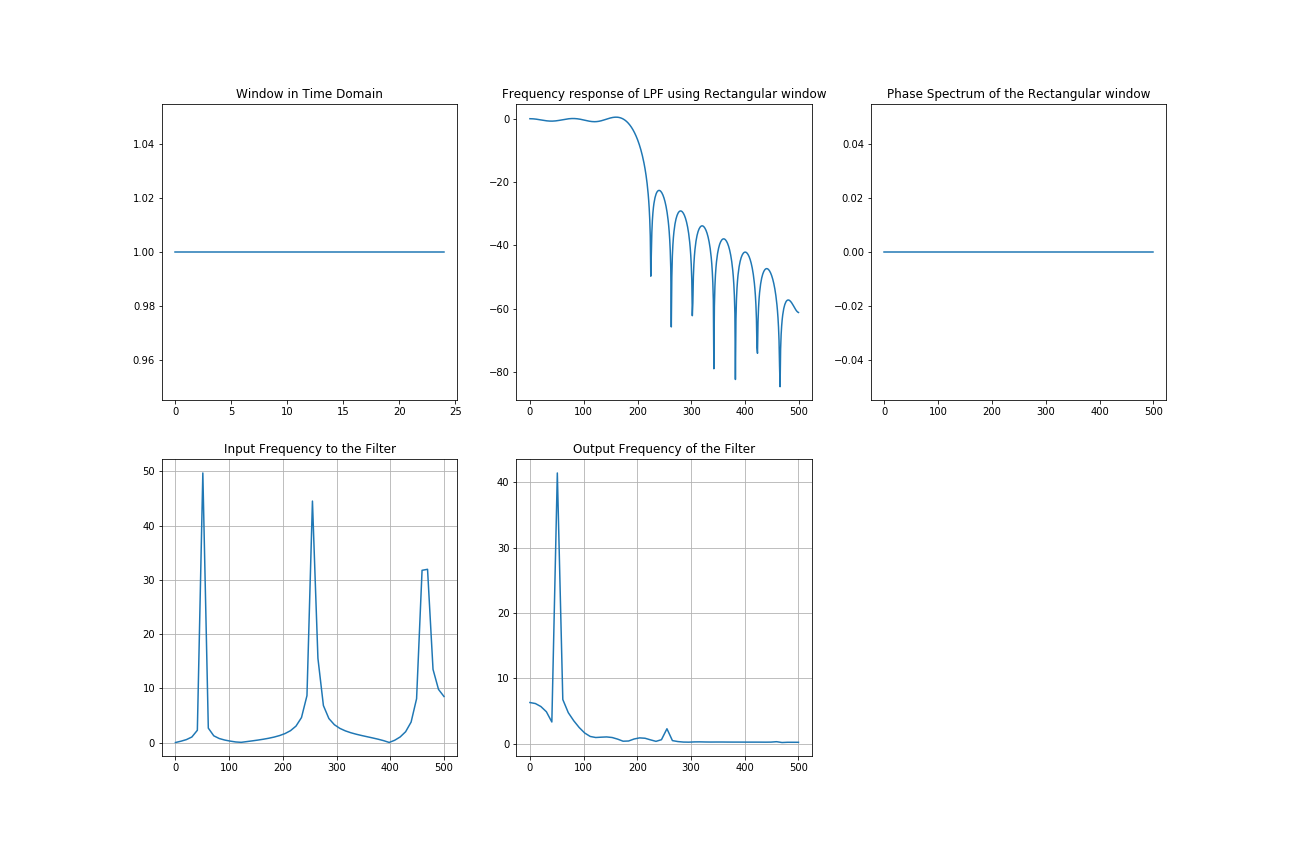 Window in Time Domain
1.04
1.02
1.00
0.98
0.96
0 5 10 15 20 25
Frequency response of LPF using Rectangular window
0
−20
−40
−60
−80
0 100 200 300 400 500
Phase Spectrum of the Rectangular window
0.04
0.02
0.00
−0.02
−0.04
0 100 200 300 400 500
Input Frequency to the Filter
50
40
30
20
10
0
0 100 200 300 400 500
Output Frequency of the Filter
40
30
20
10
0
0 100 200 300 400 500